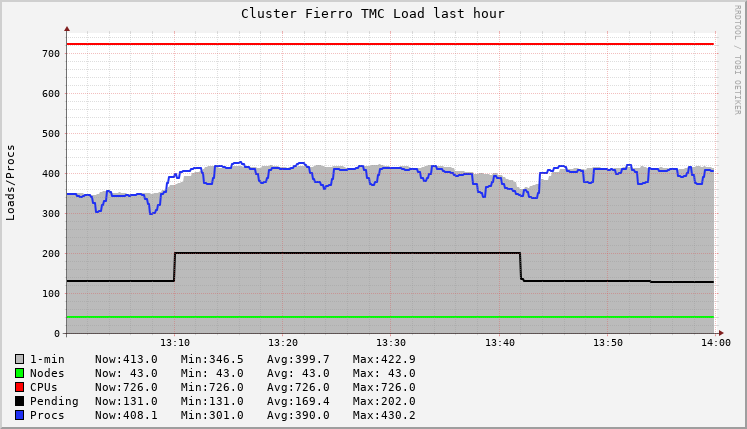 Cluster Fierro TMC Load last hour
RRDTOOL / TOBI OETIKER
Loads/Procs
700
600
500
400
300
200
100
0
13:10 13:20 13:30 13:40 13:50 14:00
1-min Now:413.0 Min:346.5 Avg:399.7 Max:422.9
Nodes Now: 43.0 Min: 43.0 Avg: 43.0 Max: 43.0
CPUs Now:726.0 Min:726.0 Avg:726.0 Max:726.0
Pending Now:131.0 Min:131.0 Avg:169.4 Max:202.0
Procs Now:408.1 Min:301.0 Avg:390.0 Max:430.2